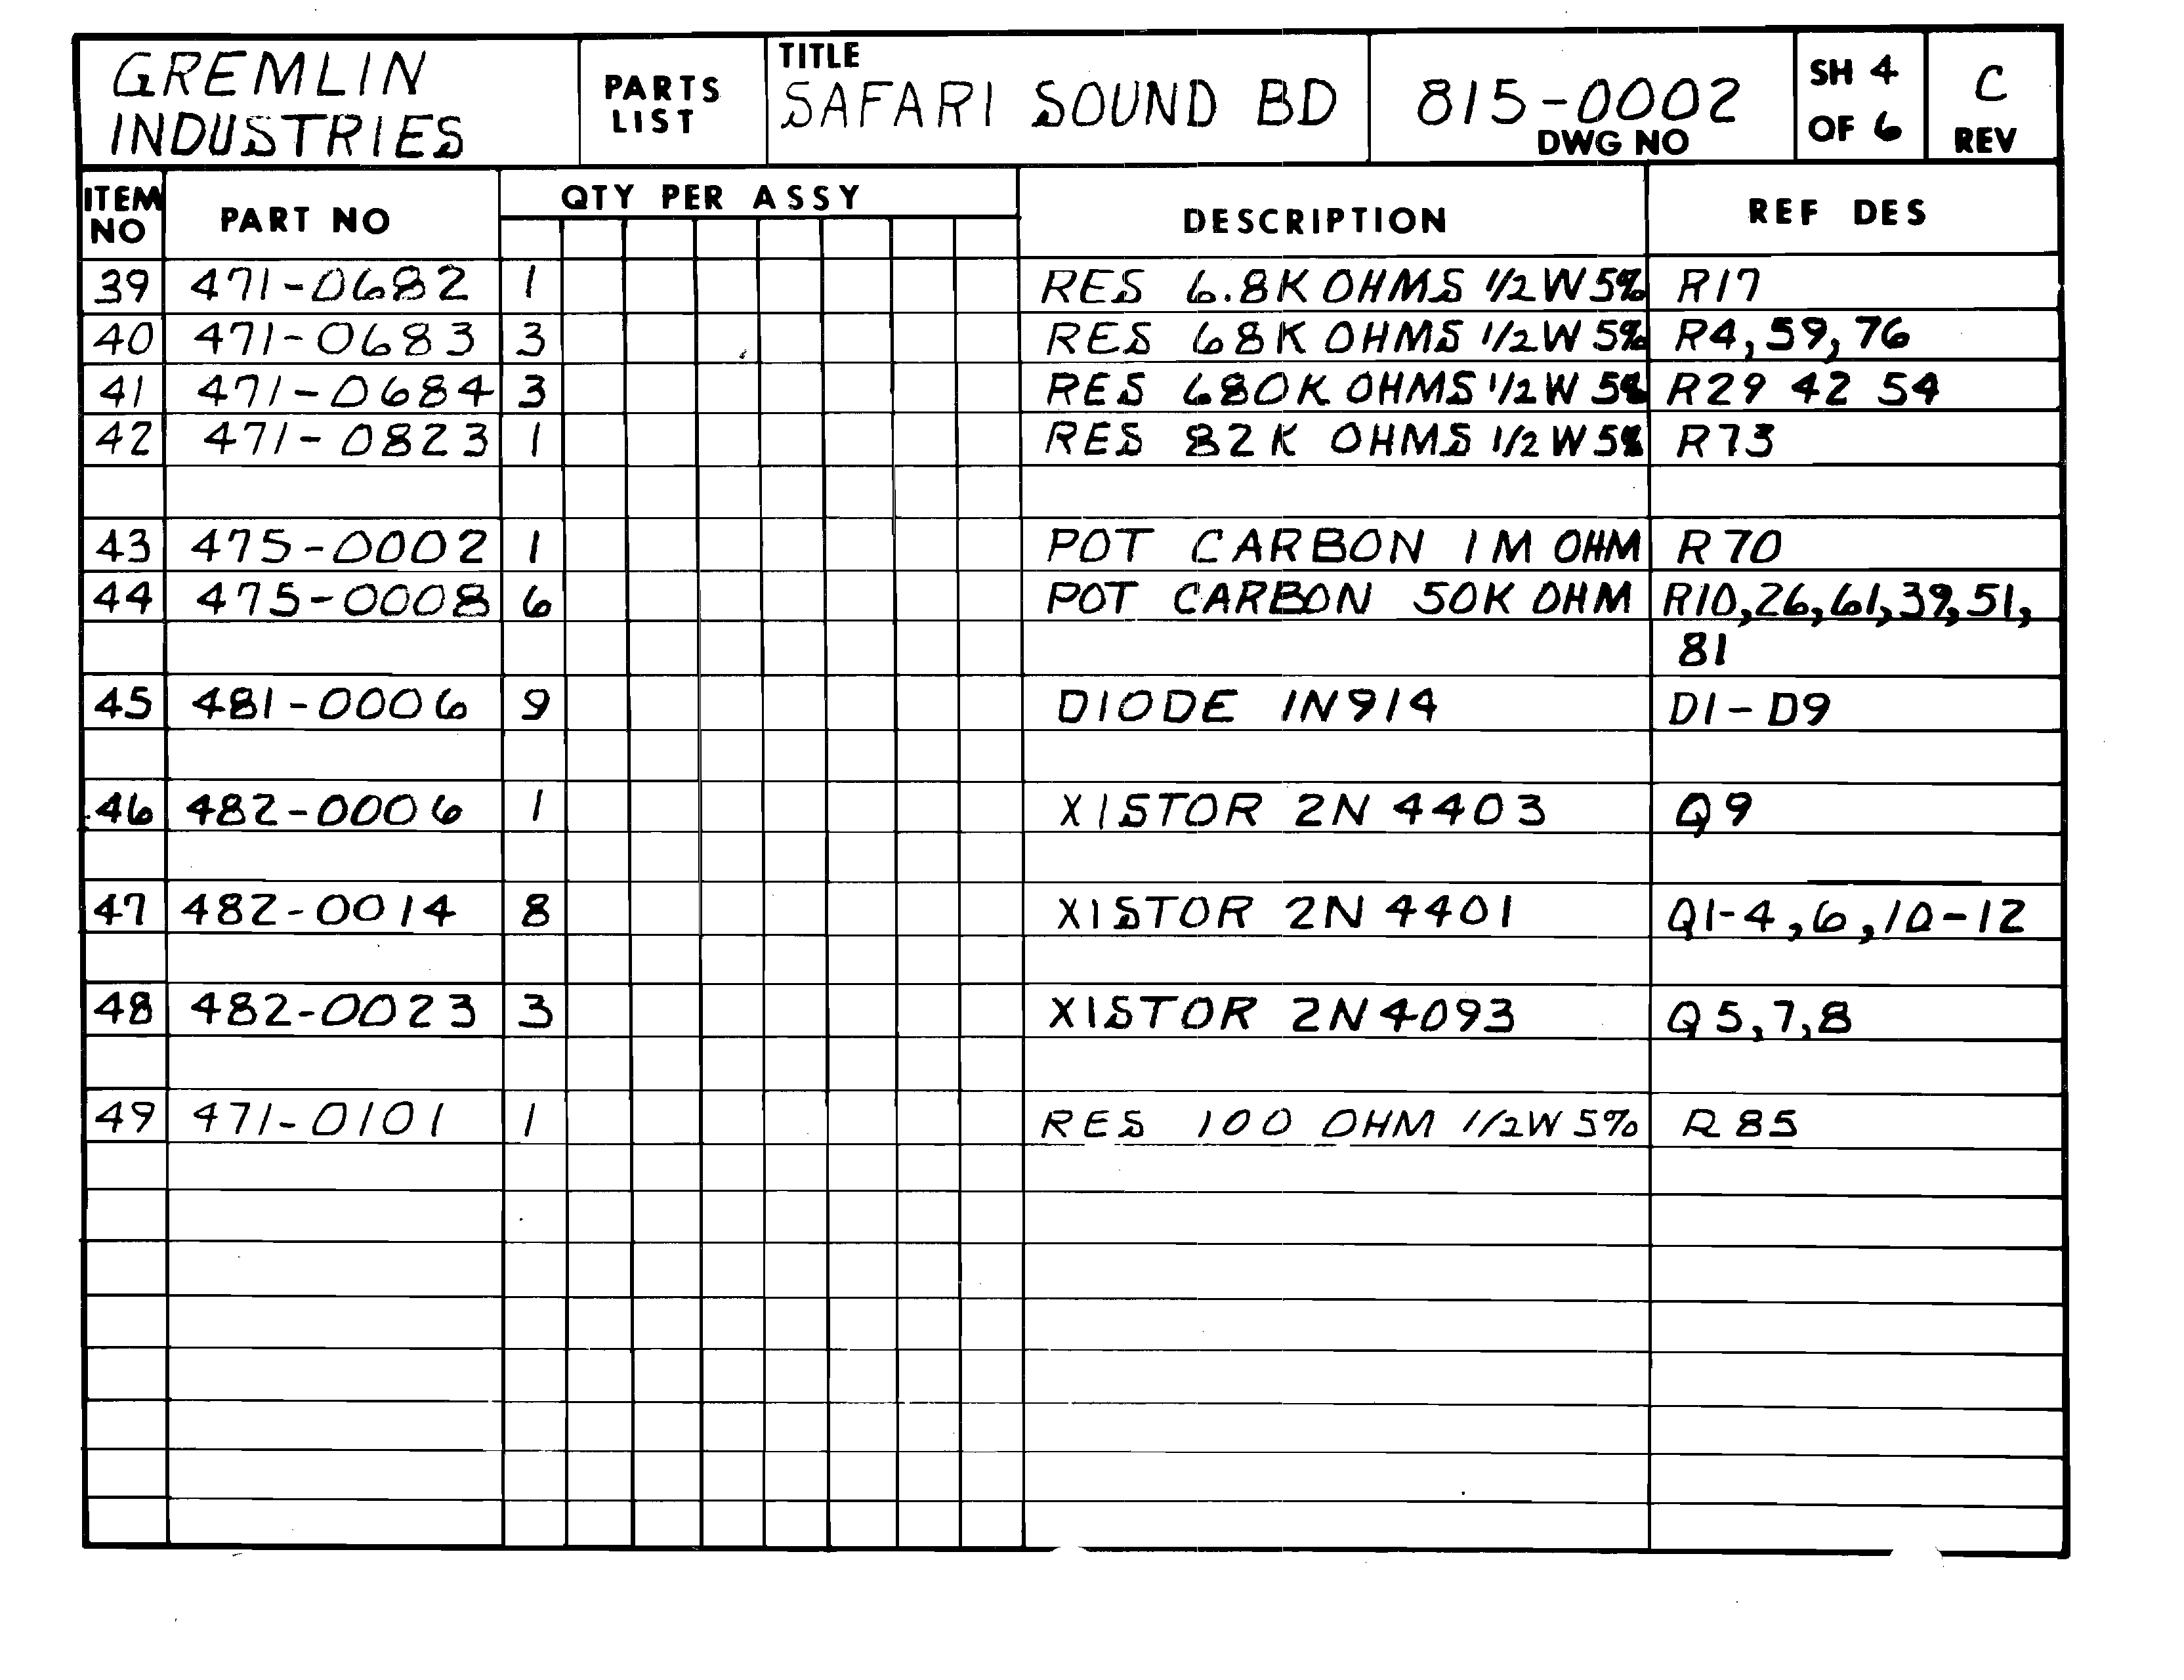 GREMLIN INDUSTRIES
PARTS LIST
TITLE
SAFARI SOUND BD
815-0002
DWG NO
SH 4 OF 6
C
REV
ITEM NO PART NO QTY PER ASSY DESCRIPTION REF DES
39 471-0682 1 RES 6.8K OHMS 1/2 W 5% R17
40 471-0683 3 RES 68K OHMS 1/2 W 5% R4, 59, 76
41 471-0684 3 RES 680K OHMS 1/2 W 5% R29 42 54
42 471-0823 1 RES 82K OHMS 1/2 W 5% R73
43 475-0002 1 POT CARBON 1M OHM R70
44 475-0008 6 POT CARBON 50K OHM R10, 26, 61, 39, 51,
81
45 481-0006 9 DIODE 1N914 D1-D9
46 482-0006 1 XISTOR 2N 4403 Q9
47 482-0014 8 XISTOR 2N 4401 Q1-4, 6, 10-12
48 482-0023 3 XISTOR 2N4093 Q5, 7, 8
49 471-0101 1 RES 100 OHM 1/2W 5% R85